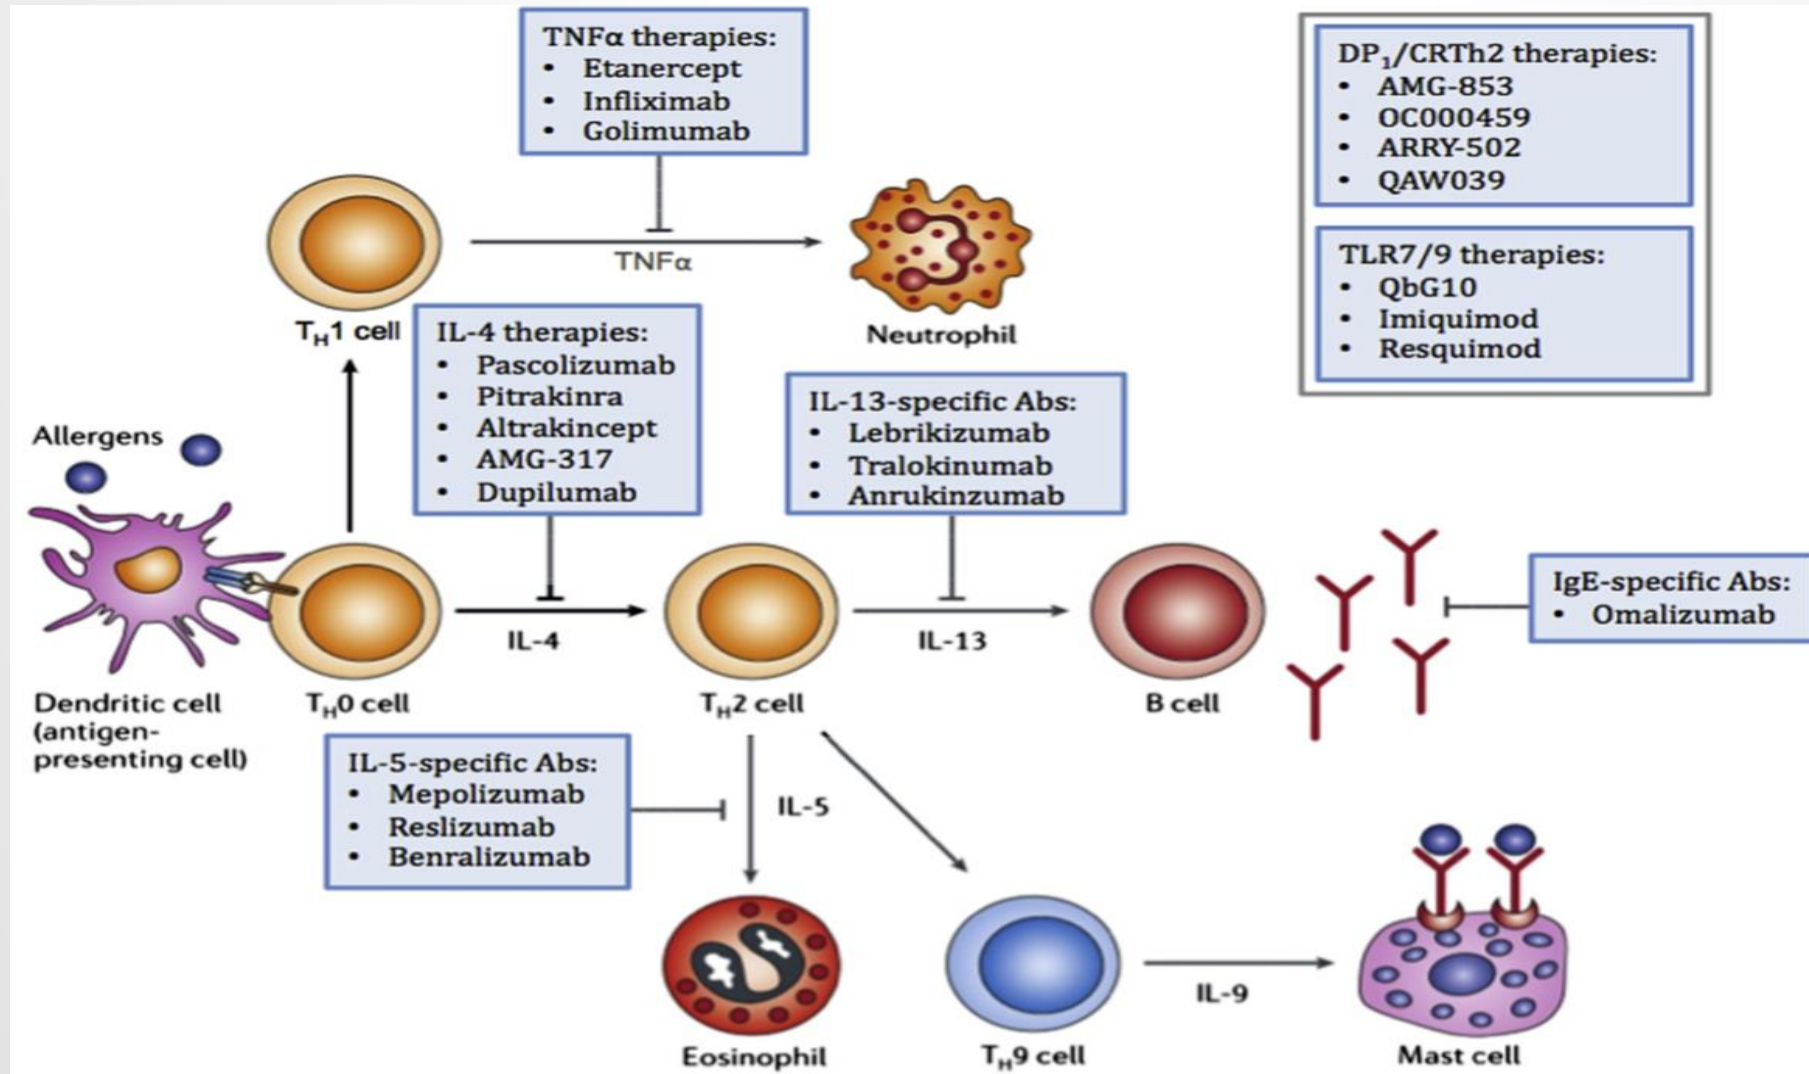 TNFα therapies:
• Etanercept
• Infliximab
• Golimumab
DP₁/CRTh2 therapies:
• AMG-853
• OC000459
• ARRY-502
• QAW039
TLR7/9 therapies:
• QbG10
• Imiquimod
• Resquimod
TNFα
TH1 cell
Neutrophil
IL-4 therapies:
• Pascolizumab
• Pitrakinra
• Altrakincept
• AMG-317
• Dupilumab
IL-13-specific Abs:
• Lebrikizumab
• Tralokinumab
• Anrukinzumab
Allergens
IgE-specific Abs:
• Omalizumab
IL-4
IL-13
Dendritic cell
(antigen-
presenting cell)
TH0 cell
TH2 cell
B cell
IL-5-specific Abs:
• Mepolizumab
• Reslizumab
• Benralizumab
IL-5
IL-9
Eosinophil
TH9 cell
Mast cell